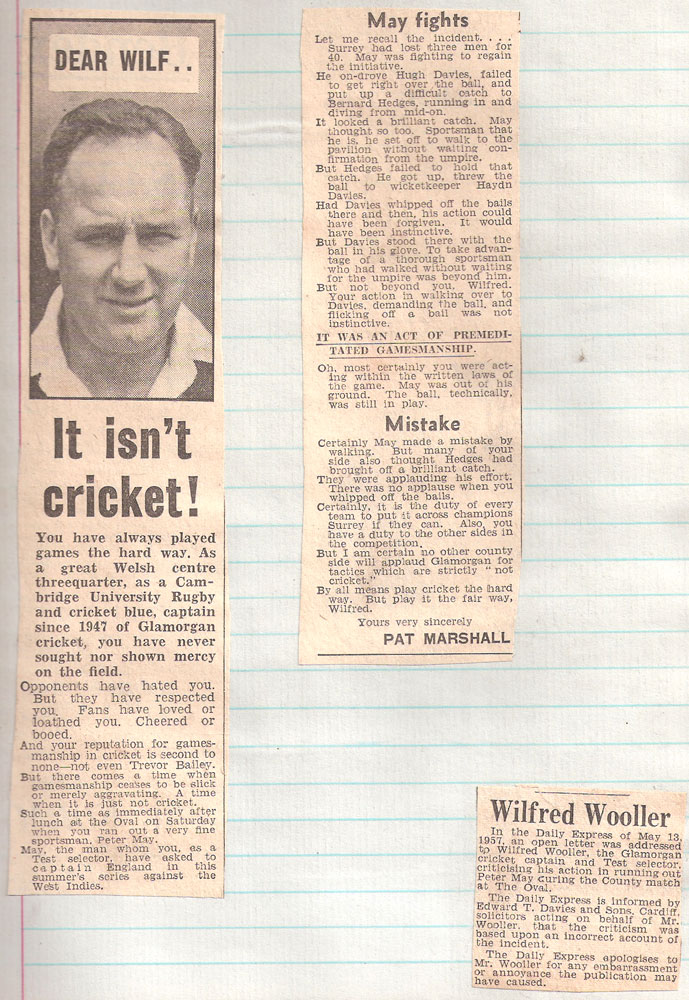 DEAR WILF..
It isn't
cricket!
You have always played
games the hard way. As
a great Welsh centre
threequarter, as a Cam-
bridge University Rugby
and cricket blue, captain
since 1947 of Glamorgan
cricket, you have never
sought nor shown mercy
on the field.
Opponents have hated you.
But they have respected
you. Fans have loved or
loathed you. Cheered or
booed.
And your reputation for games-
manship in cricket is second to
none—not even Trevor Bailey.
But there comes a time when
gamesmanship ceases to be slick
or merely aggravating. A time
when it is just not cricket.
Such a time as immediately after
lunch at the Oval on Saturday
when you ran out a very fine
sportsman, Peter May.
May, the man whom you, as a
Test selector, have asked to
captain England in this
summer's series against the
West Indies.
May fights
Let me recall the incident. . . .
Surrey had lost three men for
40. May was fighting to regain
the initiative.
He on-drove Hugh Davies, failed
to get right over the ball, and
put up a difficult catch to
Bernard Hedges, running in and
diving from mid-on.
It looked a brilliant catch. May
thought so too. Sportsman that
he is, he set off to walk to the
pavilion without waiting con-
firmation from the umpire.
But Hedges failed to hold that
catch. He got up, threw the
ball to wicketkeeper Haydn
Davies.
Had Davies whipped off the bails
there and then, his action could
have been forgiven. It would
have been instinctive.
But Davies stood there with the
ball in his glove. To take advan-
tage of a thorough sportsman
who had walked without waiting
for the umpire was beyond him.
But not beyond you, Wilfred.
Your action in walking over to
Davies, demanding the ball, and
flicking off a bail was not
instinctive.
IT WAS AN ACT OF PREMEDI-
TATED GAMESMANSHIP.
Oh, most certainly you were act-
ing within the written laws of
the game. May was out of his
ground. The ball, technically,
was still in play.
Mistake
Certainly May made a mistake by
walking. But many of your
side also thought Hedges had
brought off a brilliant catch.
They were applauding his effort.
There was no applause when you
whipped off the bails.
Certainly, it is the duty of every
team to put it across champions
Surrey if they can. Also, you
have a duty to the other sides in
the competition.
But I am certain no other county
side will applaud Glamorgan for
tactics which are strictly "not
cricket."
By all means play cricket the hard
way. But play it the fair way,
Wilfred.
Yours very sincerely
PAT MARSHALL
Wilfred Wooller
In the Daily Express of May 13,
1957, an open letter was addressed
to Wilfred Wooller, the Glamorgan
cricket captain and Test selector,
criticising his action in running out
Peter May curing the County match
at The Oval.
The Daily Express is informed by
Edward T. Davies and Sons, Cardiff,
solicitors acting on behalf of Mr.
Wooller, that the criticism was
based upon an incorrect account of
the incident.
The Daily Express apologises to
Mr. Wooller for any embarrassment
or annoyance the publication may
have caused.